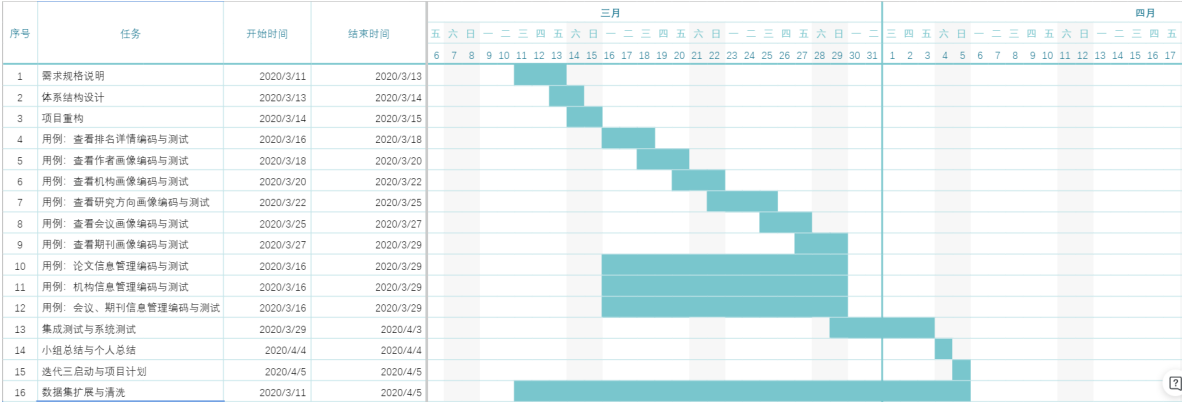 三月 四月
序号 任务 开始时间 结束时间
五 六 日 一 二 三 四 五 六 日 一 二 三 四 五 六 日 一 二 三 四 五 六 日 一 二 三 四 五 六 日 一 二 三 四 五 六 日 一 二 三 四 五
6 7 8 9 10 11 12 13 14 15 16 17 18 19 20 21 22 23 24 25 26 27 28 29 30 31 1 2 3 4 5 6 7 8 9 10 11 12 13 14 15 16 17
1 需求规格说明 2020/3/11 2020/3/13
2 体系结构设计 2020/3/13 2020/3/14
3 项目重构 2020/3/14 2020/3/15
4 用例：查看排名详情编码与测试 2020/3/16 2020/3/18
5 用例：查看作者画像编码与测试 2020/3/18 2020/3/20
6 用例：查看机构画像编码与测试 2020/3/20 2020/3/22
7 用例：查看研究方向画像编码与测试 2020/3/22 2020/3/25
8 用例：查看会议画像编码与测试 2020/3/25 2020/3/27
9 用例：查看期刊画像编码与测试 2020/3/27 2020/3/29
10 用例：论文信息管理编码与测试 2020/3/16 2020/3/29
11 用例：机构信息管理编码与测试 2020/3/16 2020/3/29
12 用例：会议、期刊信息管理编码与测试 2020/3/16 2020/3/29
13 集成测试与系统测试 2020/3/29 2020/4/3
14 小组总结与个人总结 2020/4/4 2020/4/4
15 迭代三启动与项目计划 2020/4/5 2020/4/5
16 数据集扩展与清洗 2020/3/11 2020/4/5